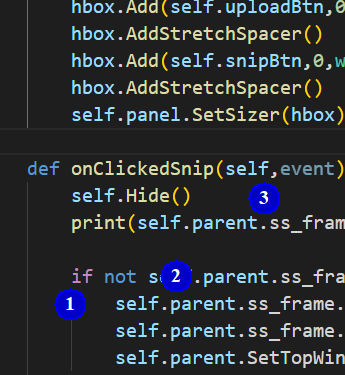 hbox.Add(self.uploadBtn,0
hbox.AddStretchSpacer()
hbox.Add(self.snipBtn,0,w
hbox.AddStretchSpacer()
self.panel.SetSizer(hbox)
def onClickedSnip(self,event)
self.Hide()
3
print(self.parent.ss_fram
if not 2 .parent.ss_fra
1
self.parent.ss_frame.
self.parent.ss_frame.
self.parent.SetTopWin